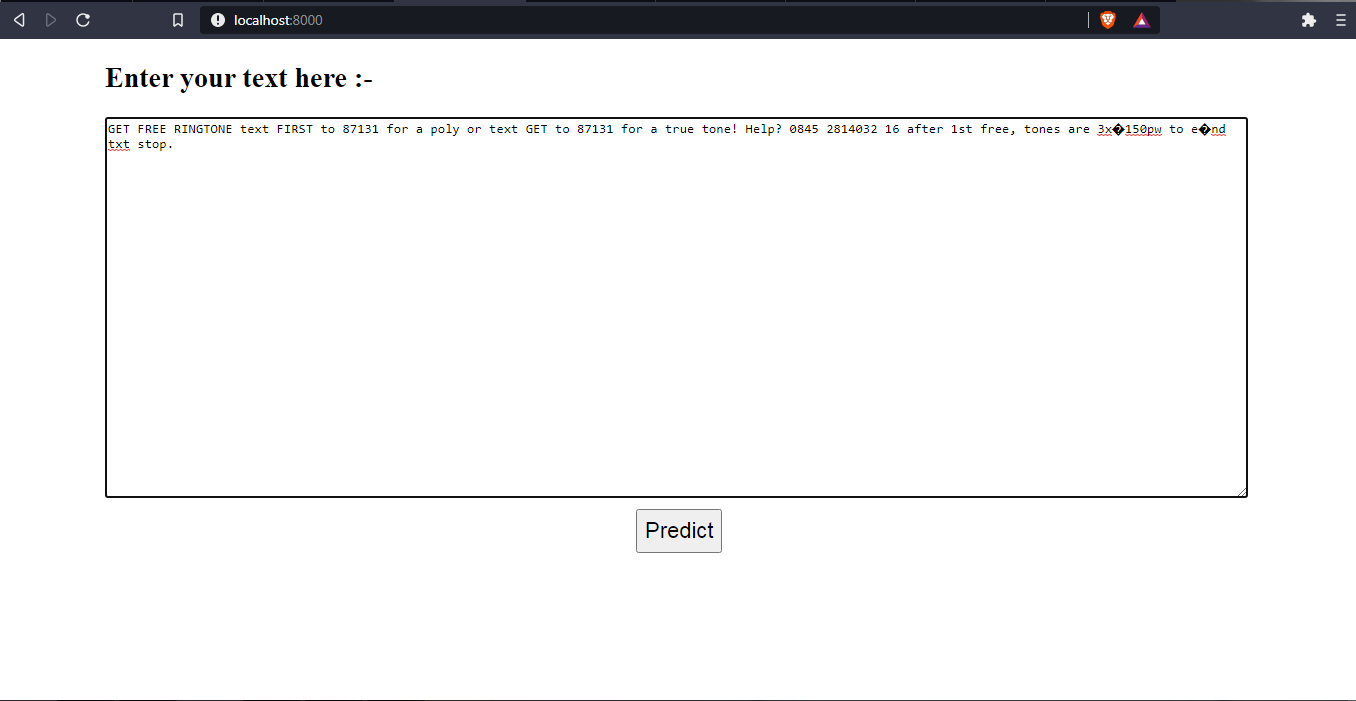 localhost:8000
Enter your text here :-
GET FREE RINGTONE text FIRST to 87131 for a poly or text GET to 87131 for a true tone! Help? 0845 2814032 16 after 1st free, tones are 3x�150pw to e�nd
txt stop.
Predict